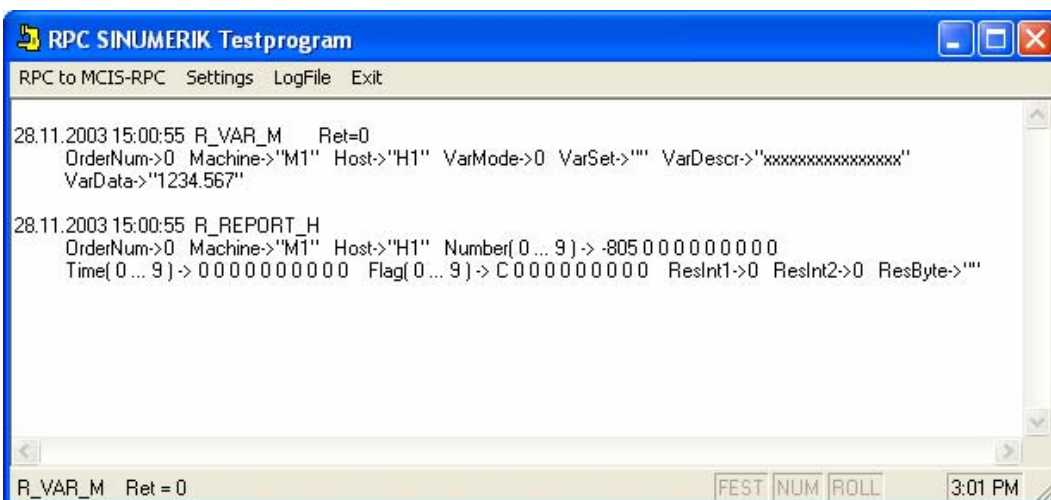 RPC SINUMERIK Testprogram
RPC to MCIS-RPC Settings LogFile Exit
28.11.2003 15:00:55 R_VAR_M Ret=0
OrderNum->0 Machine->"M1" Host->"H1" VarMode->0 VarSet->"" VarDescr->"xxxxxxxxxxxxxxxx"
VarData->"1234.567"
28.11.2003 15:00:55 R_REPORT_H
OrderNum->0 Machine->"M1" Host->"H1" Number( 0 ... 9 ) -> -805 0 0 0 0 0 0 0 0 0
Time( 0 ... 9 ) -> 0 0 0 0 0 0 0 0 0 0 Flag( 0 ... 9 ) -> C 0 0 0 0 0 0 0 0 0 ResInt1->0 ResInt2->0 ResByte->""
R_VAR_M Ret = 0 FEST NUM ROLL 3:01 PM